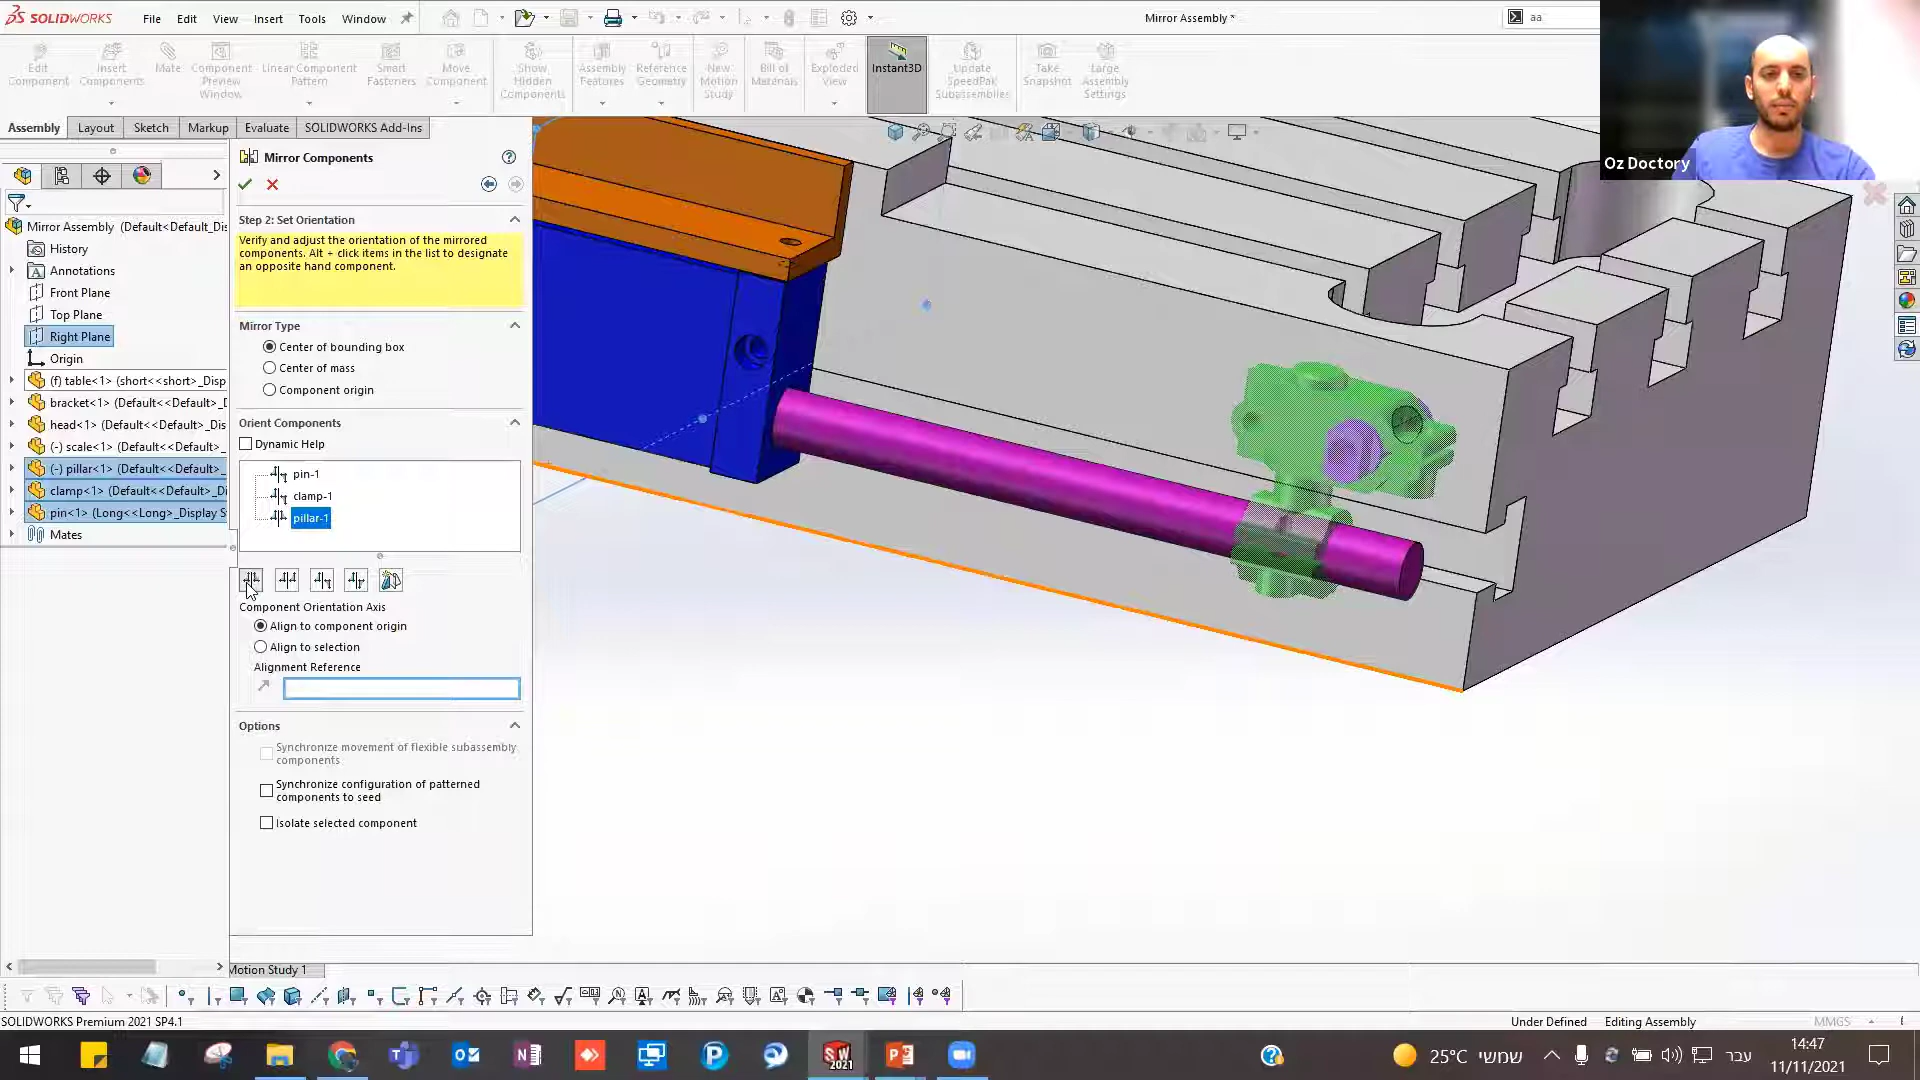 SOLIDWORKS File Edit View Insert Tools Window Mirror Assembly * aa
Edit Component
Insert Components
Mate
Component Preview Window
Linear Component Pattern
Smart Fasteners
Move Component
Show Hidden Components
Assembly Features
Reference Geometry
New Motion Study
Bill of Materials
Exploded View
Instant3D
Update SpeedPak Subassemblies
Take Snapshot
Large Assembly Settings
Oz Doctory
Assembly Layout Sketch Markup Evaluate SOLIDWORKS Add-Ins
Mirror Assembly (Default<Default_Dis
History
Annotations
Front Plane
Top Plane
Right Plane
Origin
(f) table<1> (short<<short>_Disp
bracket<1> (Default<<Default>_D
head<1> (Default<<Default>_Di
(-) scale<1> (Default<<Default>_
(-) pillar<1> (Default<<Default>_
clamp<1> (Default<<Default>_Di
pin<1> (Long<<Long>_Display S
Mates
Mirror Components
Step 2: Set Orientation
Verify and adjust the orientation of the mirrored
components. Alt + click items in the list to designate
an opposite hand component.
Mirror Type
Center of bounding box
Center of mass
Component origin
Orient Components
Dynamic Help
pin-1
clamp-1
pillar-1
Component Orientation Axis
Align to component origin
Align to selection
Alignment Reference
Options
Synchronize movement of flexible subassembly
components
Synchronize configuration of patterned
components to seed
Isolate selected component
Motion Study 1
SOLIDWORKS Premium 2021 SP4.1 Under Defined Editing Assembly MMGS
25°C שמשי עבר 14:47
11/11/2021